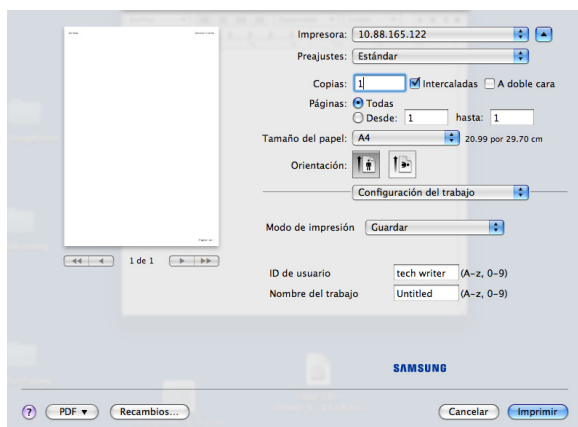 Impresora: 10.88.165.122
Preajustes: Estándar
Copias: 1 Intercaladas A doble cara
Páginas: Todas
Desde: 1 hasta: 1
Tamaño del papel: A4 20.99 por 29.70 cm
Orientación:
Configuración del trabajo
Modo de impresión Guardar
1 de 1
ID de usuario tech writer (A-z, 0-9)
Nombre del trabajo Untitled (A-z, 0-9)
SAMSUNG
? PDF Recambios... Cancelar Imprimir